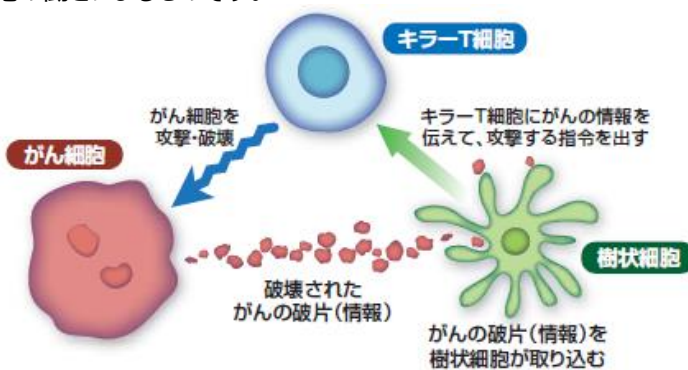 キラーT細胞
がん細胞を
攻撃・破壊
キラーT細胞にがんの情報を
伝えて、攻撃する指令を出す
がん細胞
樹状細胞
破壊された
がんの破片(情報)
がんの破片(情報)を
樹状細胞が取り込む